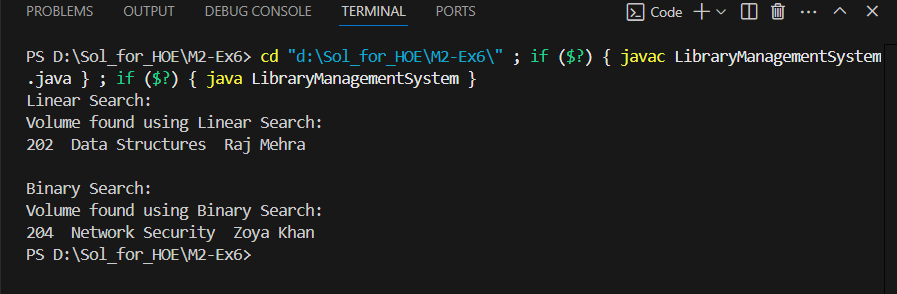 PROBLEMS OUTPUT DEBUG CONSOLE TERMINAL PORTS Code
PS D:\Sol_for_HOE\M2-Ex6> cd "d:\Sol_for_HOE\M2-Ex6\" ; if ($?) { javac LibraryManagementSystem
.java } ; if ($?) { java LibraryManagementSystem }
Linear Search:
Volume found using Linear Search:
202  Data Structures  Raj Mehra
Binary Search:
Volume found using Binary Search:
204  Network Security  Zoya Khan
PS D:\Sol_for_HOE\M2-Ex6>